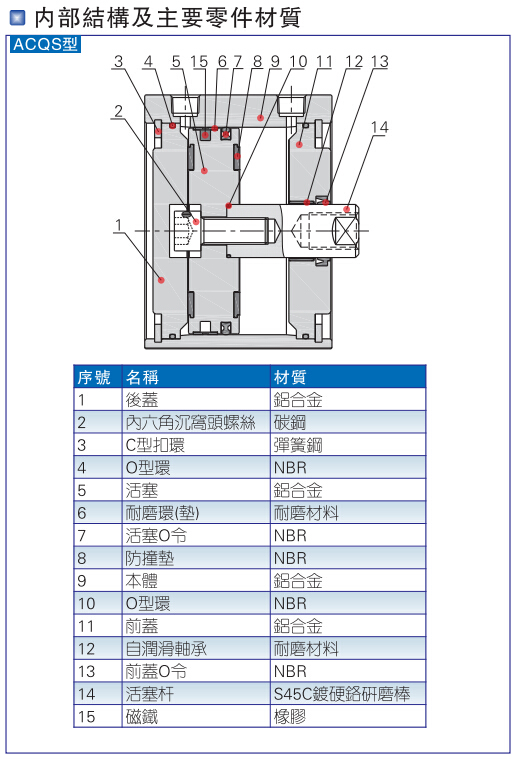 內部結構及主要零件材質
ACQS型
3 4 5 15 6 7 8 9 10 11 12 13
2 14
1
序號 名稱 材質
1 後蓋 鋁合金
2 內六角沉窩頭螺絲 碳鋼
3 C型扣環 彈簧鋼
4 O型環 NBR
5 活塞 鋁合金
6 耐磨環(墊) 耐磨材料
7 活塞O令 NBR
8 防撞墊 NBR
9 本體 鋁合金
10 O型環 NBR
11 前蓋 鋁合金
12 自潤滑軸承 耐磨材料
13 前蓋O令 NBR
14 活塞杆 S45C鍍硬鉻研磨棒
15 磁鐵 橡膠